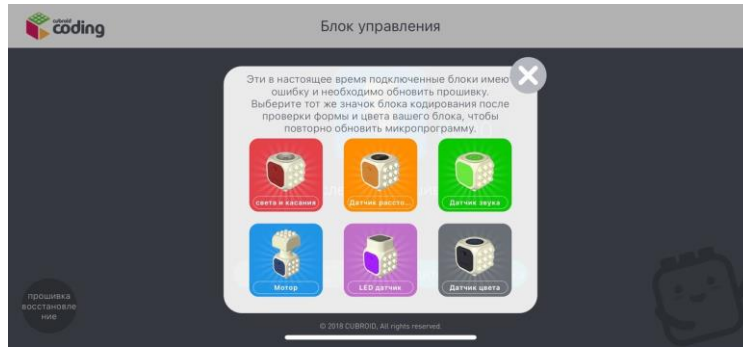 cubroid
coding
Блок управления
Эти в настоящее время подключенные блоки имею
ошибку и необходимо обновить прошивку.
Выберите тот же значок блока кодирования после
проверки формы и цвета вашего блока, чтобы
повторно обновить микропрограмму.
света и касания
Датчик рассто...
Датчик звука
Мотор
LED датчик
Датчик цвета
прошивка
восстановле
ние
© 2018 CUBROID, All rights reserved.